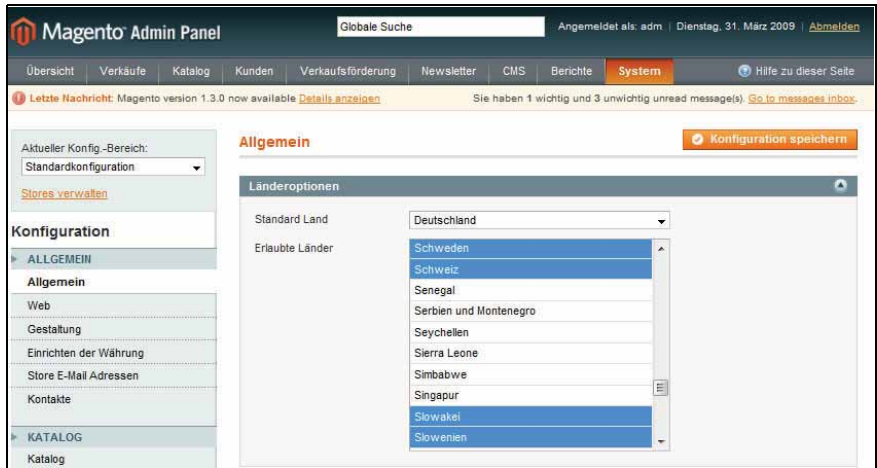 Magento Admin Panel
Globale Suche
Angemeldet als: adm | Dienstag, 31. März 2009 | Abmelden
Übersicht Verkäufe Katalog Kunden Verkaufsförderung Newsletter CMS Berichte System Hilfe zu dieser Seite
Letzte Nachricht: Magento version 1.3.0 now available Details anzeigen Sie haben 1 wichtig und 3 unwichtig unread message(s). Go to messages inbox.
Aktueller Konfig.-Bereich:
Standardkonfiguration
Stores verwalten
Konfiguration
ALLGEMEIN
Allgemein
Web
Gestaltung
Einrichten der Währung
Store E-Mail Adressen
Kontakte
KATALOG
Katalog
Allgemein
Konfiguration speichern
Länderoptionen
Standard Land Deutschland
Erlaubte Länder
Schweden
Schweiz
Senegal
Serbien und Montenegro
Seychellen
Sierra Leone
Simbabwe
Singapur
Slowakei
Slowenien